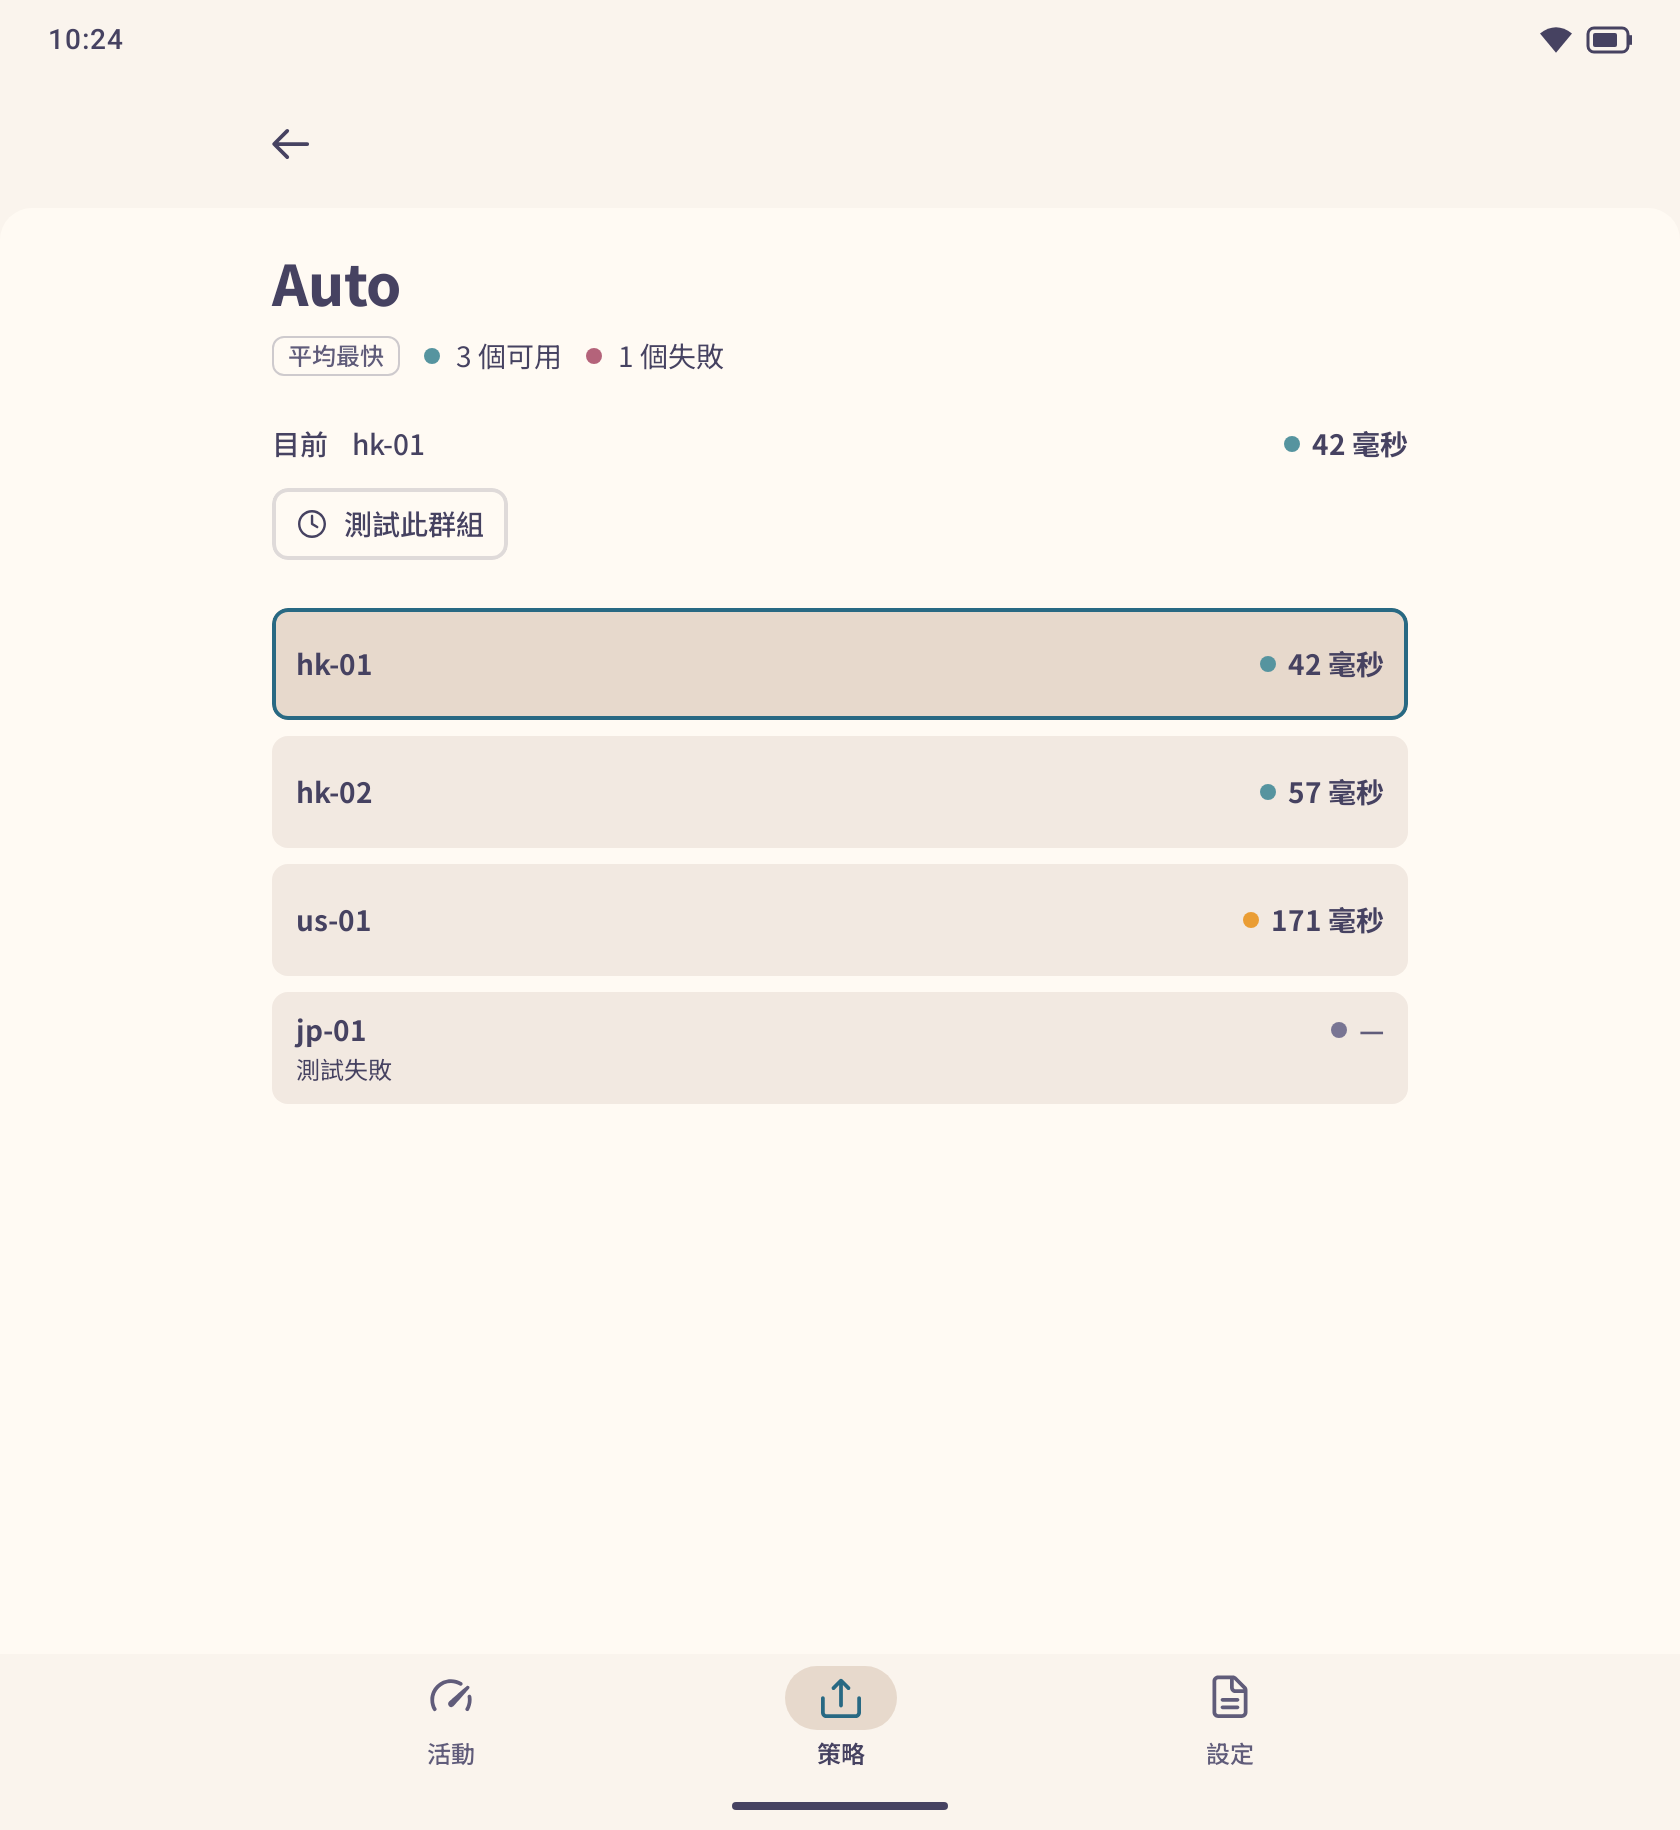 10:24
Auto
平均最快 3 個可用 1 個失敗
目前 hk-01 42 毫秒
測試此群組
hk-01 42 毫秒
hk-02 57 毫秒
us-01 171 毫秒
jp-01 —
測試失敗
活動 策略 設定